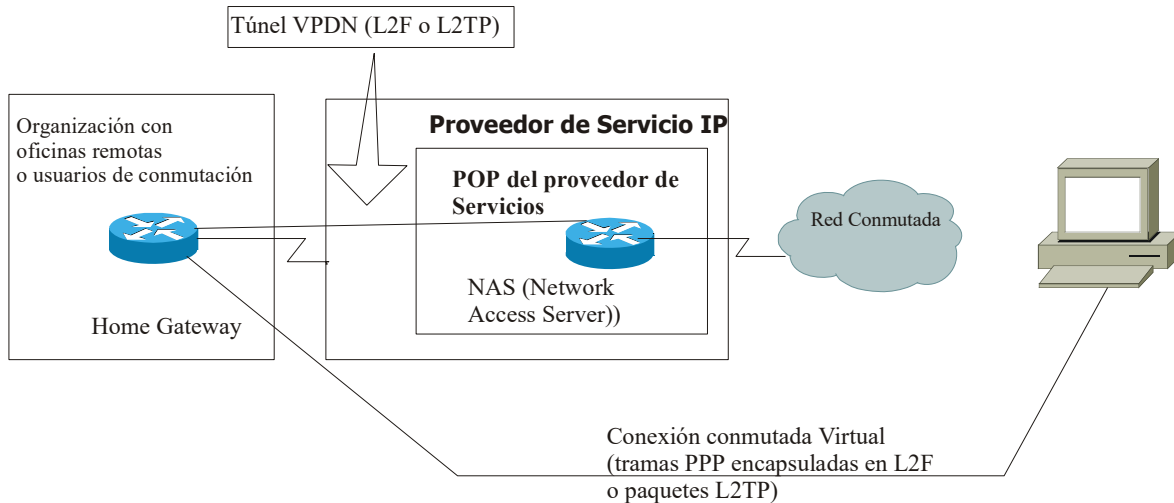 Túnel VPDN (L2F o L2TP)
Organización con
oficinas remotas
o usuarios de conmutación
Home Gateway
Proveedor de Servicio IP
POP del proveedor de
Servicios
NAS (Network
Access Server))
Red Conmutada
Conexión conmutada Virtual
(tramas PPP encapsuladas en L2F
o paquetes L2TP)